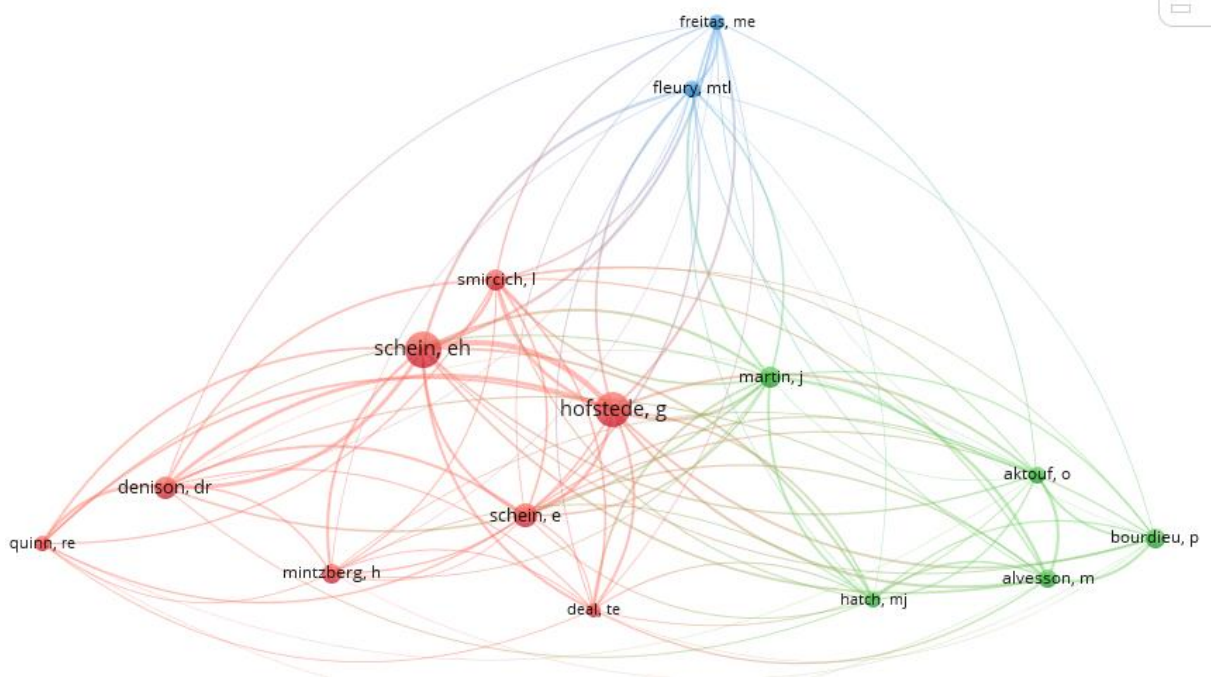 freitas, me
fleury, mtl
smircich, l
schein, eh
martin, j
hofstede, g
aktouf, o
denison, dr
schein, e
bourdieu, p
quinn, re
mintzberg, h
alvesson, m
hatch, mj
deal, te